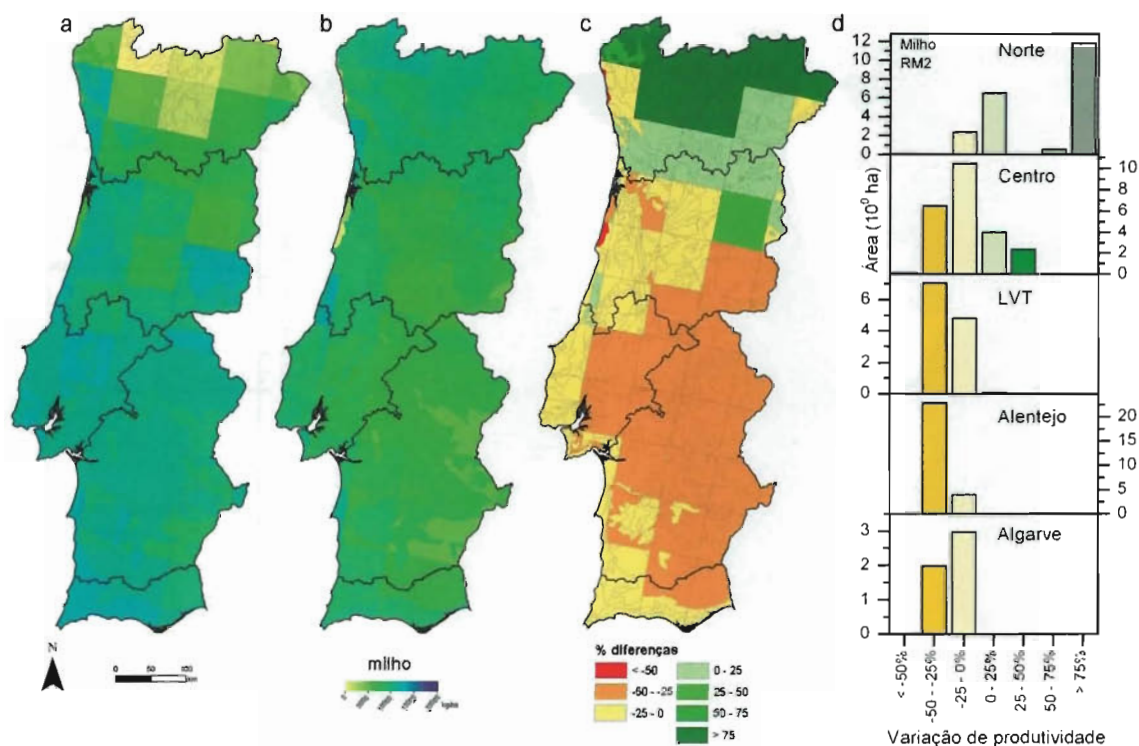 a
b
c
d
Milho
RM2
Norte
12
10
8
6
4
2
0
Centro
10
8
6
4
2
0
Área (10⁰ ha)
LVT
6
4
2
0
Alentejo
20
15
10
5
0
Algarve
3
2
1
0
< -50%
-50 - -25%
-25 - 0%
0 - 25%
25 - 50%
50 - 75%
> 75%
Variação de produtividade
N
0
50
km
milho
0
% diferenças
< -50
-50 - -25
-25 - 0
0 - 25
25 - 50
50 - 75
> 75